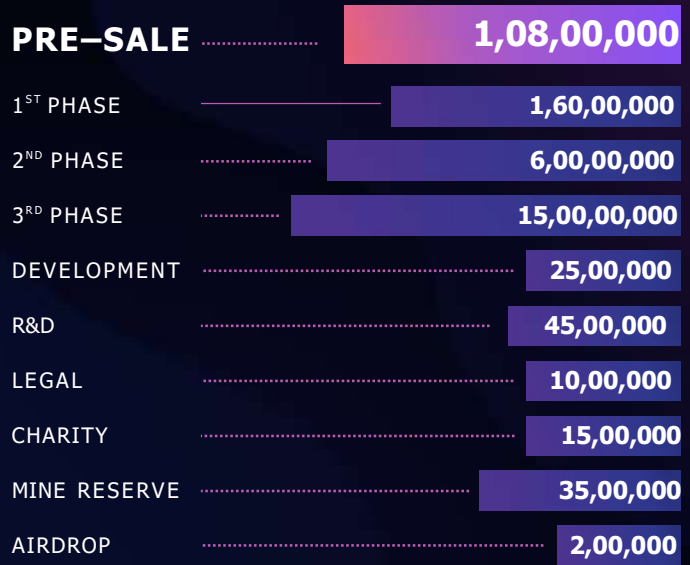 PRE–SALE 1,08,00,000
1ST PHASE 1,60,00,000
2ND PHASE 6,00,00,000
3RD PHASE 15,00,00,000
DEVELOPMENT 25,00,000
R&D 45,00,000
LEGAL 10,00,000
CHARITY 15,00,000
MINE RESERVE 35,00,000
AIRDROP 2,00,000